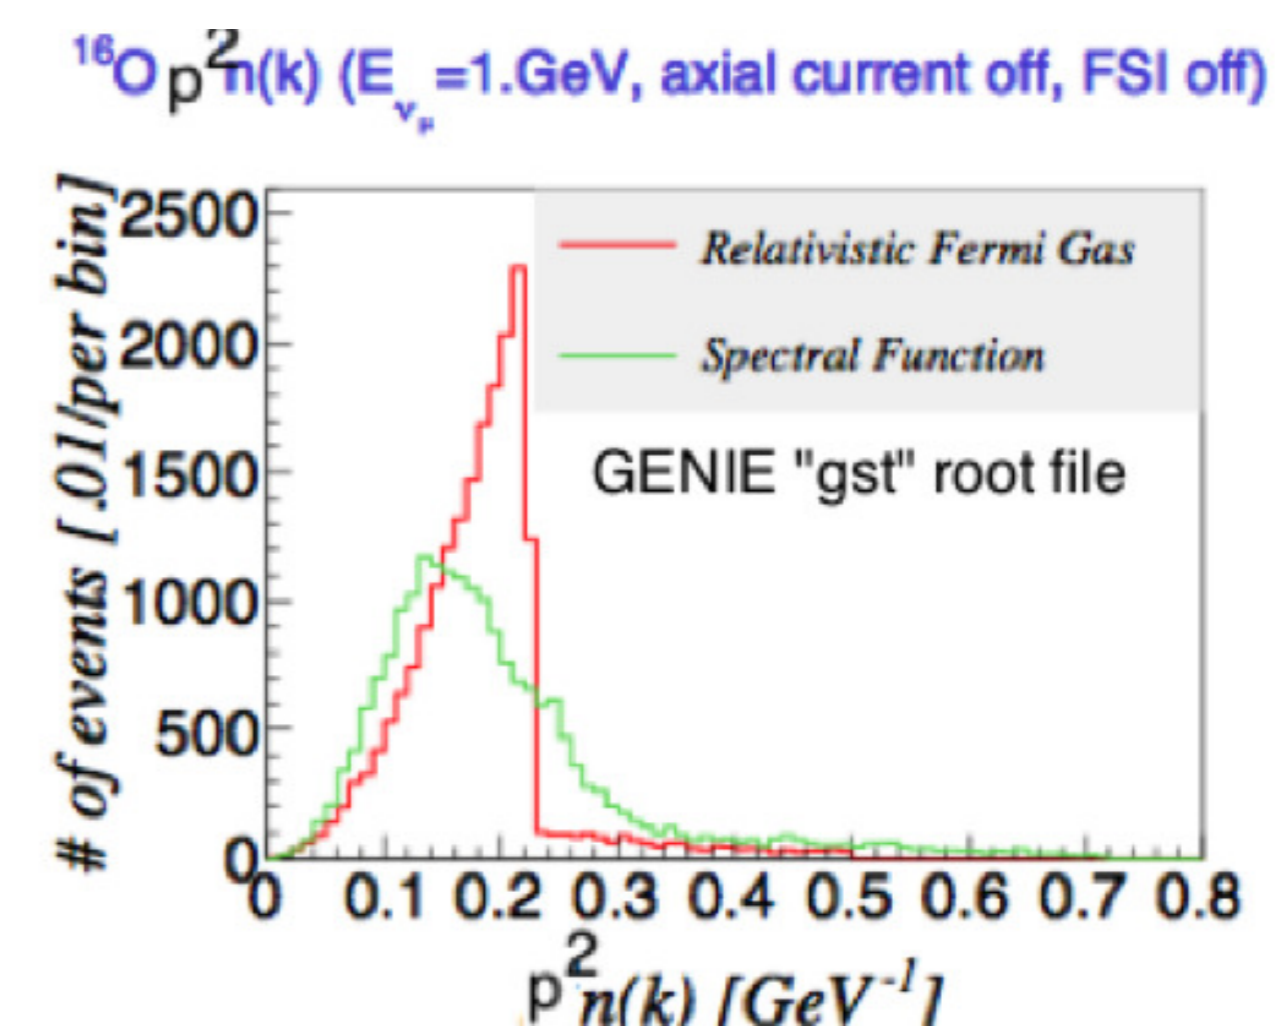 ¹⁶O p²n(k) (E_νμ =1.GeV, axial current off, FSI off)
# of events [.01/per bin]
2500
2000
1500
1000
500
0
Relativistic Fermi Gas
Spectral Function
GENIE "gst" root file
0 0.1 0.2 0.3 0.4 0.5 0.6 0.7 0.8
p²n(k) [GeV⁻¹]